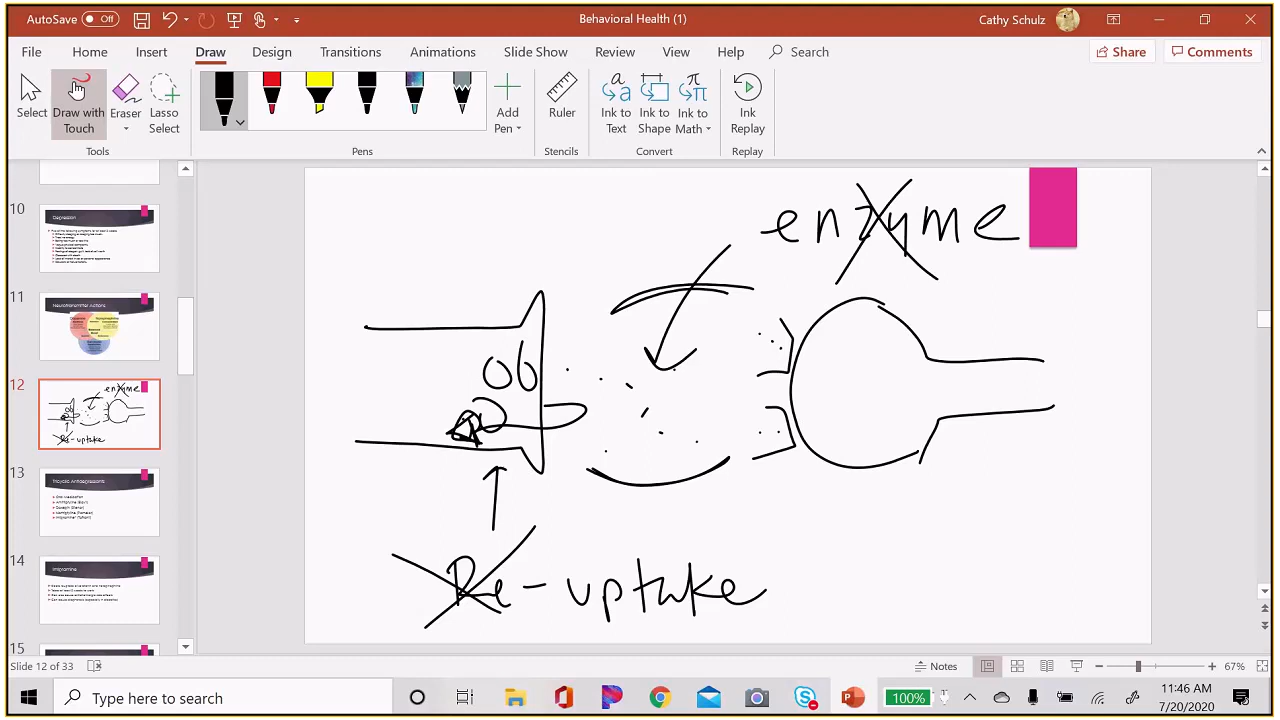 AutoSave Off Behavioral Health (1) Cathy Schulz
File Home Insert Draw Design Transitions Animations Slide Show Review View Help Search Share Comments
Select Draw with Touch Eraser Lasso Select Add Pen Ruler Ink to Text Ink to Shape Ink to Math Ink Replay
Tools Pens Stencils Convert Replay
10
Depression
11
Neurotransmitter Actions
12
enzyme
Re-uptake
13
Tricyclic Antidepressants
14
Imipramine
15
enzyme
Re-uptake
Slide 12 of 33 Notes 67%
Type here to search 100% 11:46 AM
7/20/2020